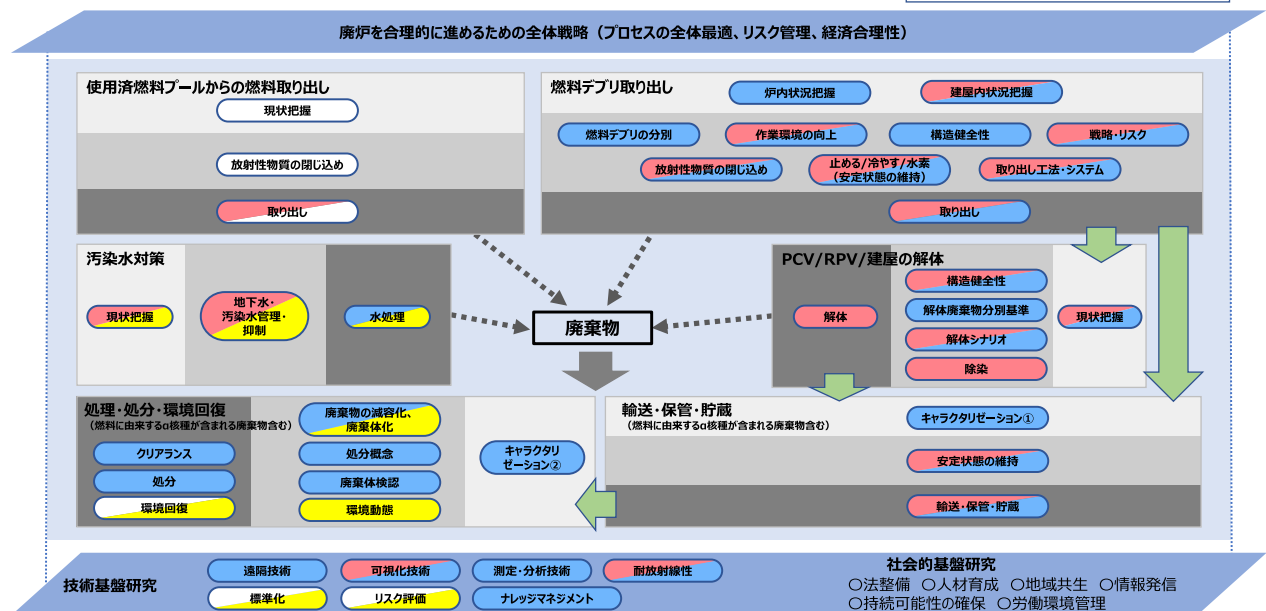 廃炉を合理的に進めるための全体戦略（プロセスの全体最適、リスク管理、経済合理性）
使用済燃料プールからの燃料取り出し
現状把握
放射性物質の閉じ込め
取り出し
燃料デブリ取り出し
炉内状況把握
建屋内状況把握
燃料デブリの分別
作業環境の向上
構造健全性
戦略・リスク
放射性物質の閉じ込め
止める/冷やす/水素
（安定状態の維持）
取り出し工法・システム
取り出し
汚染水対策
現状把握
地下水・
汚染水管理・
抑制
水処理
廃棄物
PCV/RPV/建屋の解体
解体
構造健全性
解体廃棄物分別基準
解体シナリオ
除染
現状把握
処理・処分・環境回復
（燃料に由来するα核種が含まれる廃棄物含む）
クリアランス
処分
環境回復
廃棄物の減容化、
廃棄体化
処分概念
廃棄体検認
環境動態
キャラクタリ
ゼーション②
輸送・保管・貯蔵
（燃料に由来するα核種が含まれる廃棄物含む）
キャラクタリゼーション①
安定状態の維持
輸送・保管・貯蔵
技術基盤研究
遠隔技術
可視化技術
測定・分析技術
耐放射線性
標準化
リスク評価
ナレッジマネジメント
社会的基盤研究
〇法整備 〇人材育成 〇地域共生 〇情報発信
〇持続可能性の確保 〇労働環境管理